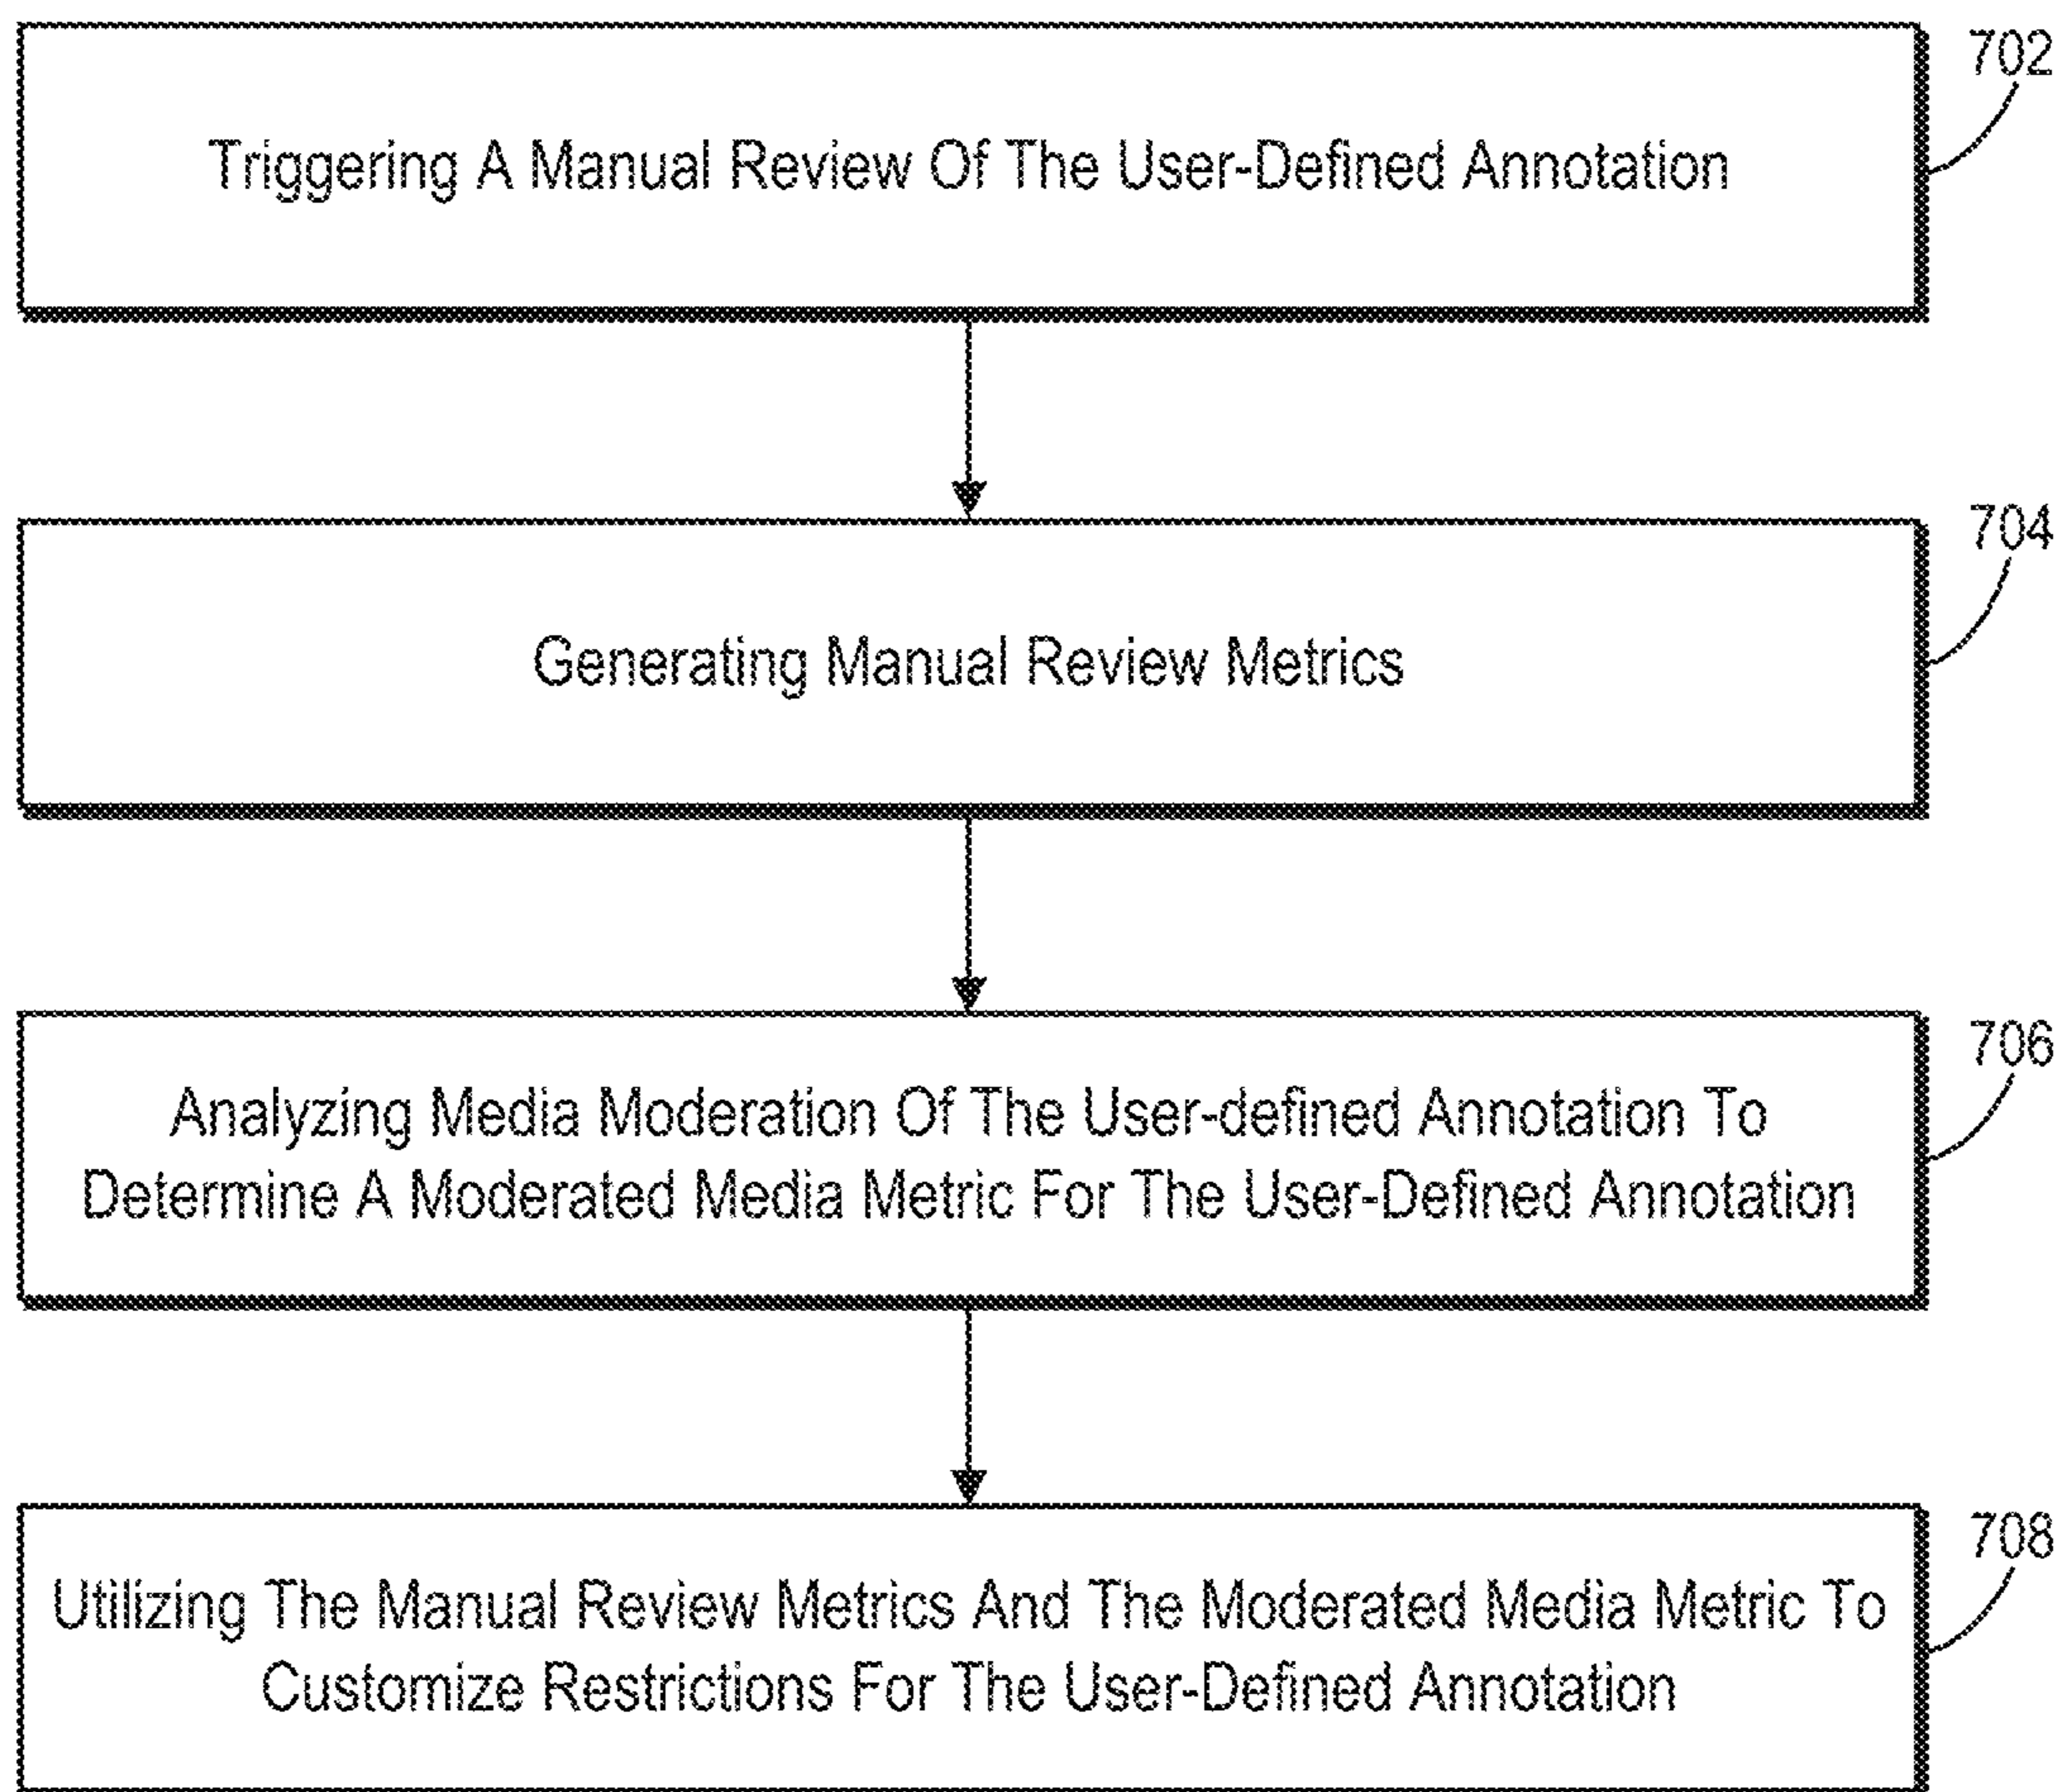 702
Triggering A Manual Review Of The User-Defined Annotation
704
Generating Manual Review Metrics
706
Analyzing Media Moderation Of The User-defined Annotation To
Determine A Moderated Media Metric For The User-Defined Annotation
708
Utilizing The Manual Review Metrics And The Moderated Media Metric To
Customize Restrictions For The User-Defined Annotation